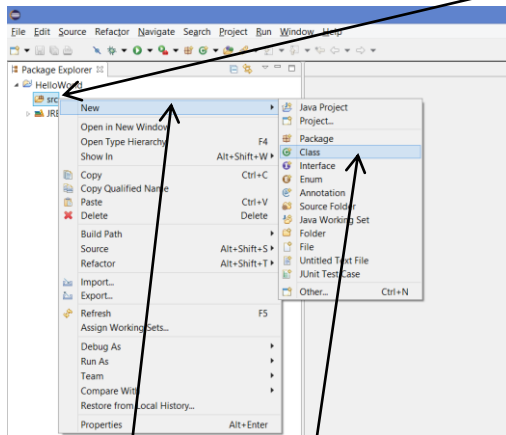 File Edit Source Refactor Navigate Search Project Run Window Help
Package Explorer
HelloWorld
src
JRE
New
Open in New Window
Open Type Hierarchy F4
Show In Alt+Shift+W
Copy Ctrl+C
Copy Qualified Name
Paste Ctrl+V
Delete Delete
Build Path
Source Alt+Shift+S
Refactor Alt+Shift+T
Import...
Export...
Refresh F5
Assign Working Sets...
Debug As
Run As
Team
Compare With
Restore from Local History...
Properties Alt+Enter
Java Project
Project...
Package
Class
Interface
Enum
Annotation
Source Folder
Java Working Set
Folder
File
Untitled Text File
JUnit Test Case
Other... Ctrl+N